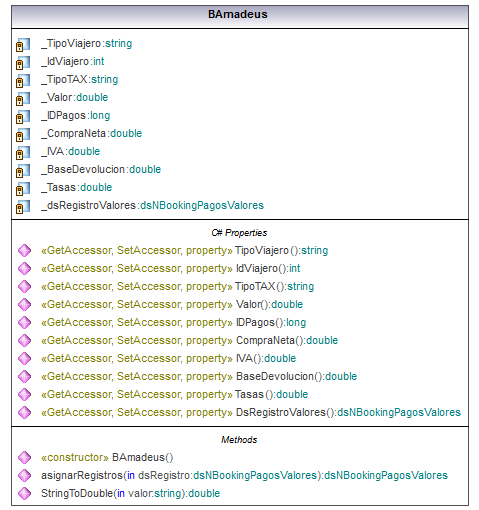 BAmadeus
_TipoViajero:string
_IdViajero:int
_TipoTAX:string
_Valor:double
_IDPagos:long
_CompraNeta:double
_IVA:double
_BaseDevolucion:double
_Tasas:double
_dsRegistroValores:dsNBookingPagosValores
C# Properties
«GetAccessor, SetAccessor, property» TipoViajero():string
«GetAccessor, SetAccessor, property» IdViajero():int
«GetAccessor, SetAccessor, property» TipoTAX():string
«GetAccessor, SetAccessor, property» Valor():double
«GetAccessor, SetAccessor, property» IDPagos():long
«GetAccessor, SetAccessor, property» CompraNeta():double
«GetAccessor, SetAccessor, property» IVA():double
«GetAccessor, SetAccessor, property» BaseDevolucion():double
«GetAccessor, SetAccessor, property» Tasas():double
«GetAccessor, SetAccessor, property» DsRegistroValores():dsNBookingPagosValores
Methods
«constructor» BAmadeus()
asignarRegistros(in dsRegistro:dsNBookingPagosValores):dsNBookingPagosValores
StringToDouble(in valor:string):double